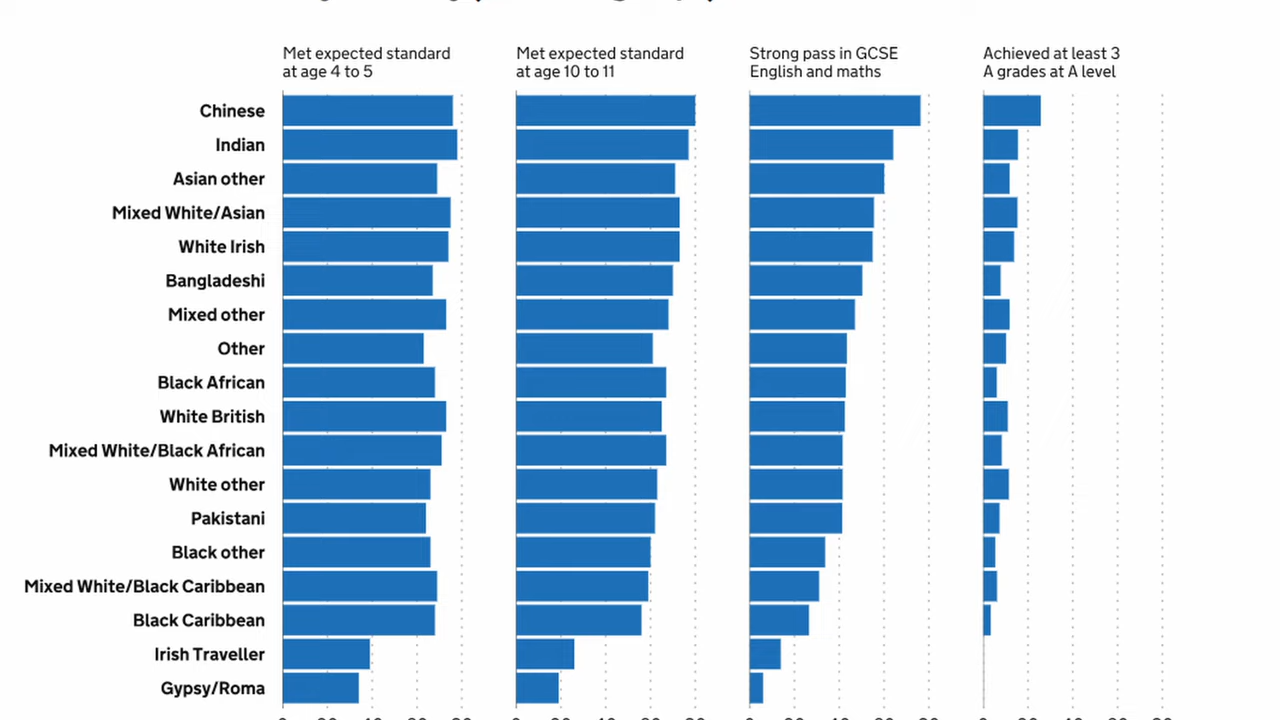 Met expected standard
at age 4 to 5
Met expected standard
at age 10 to 11
Strong pass in GCSE
English and maths
Achieved at least 3
A grades at A level
Chinese
Indian
Asian other
Mixed White/Asian
White Irish
Bangladeshi
Mixed other
Other
Black African
White British
Mixed White/Black African
White other
Pakistani
Black other
Mixed White/Black Caribbean
Black Caribbean
Irish Traveller
Gypsy/Roma